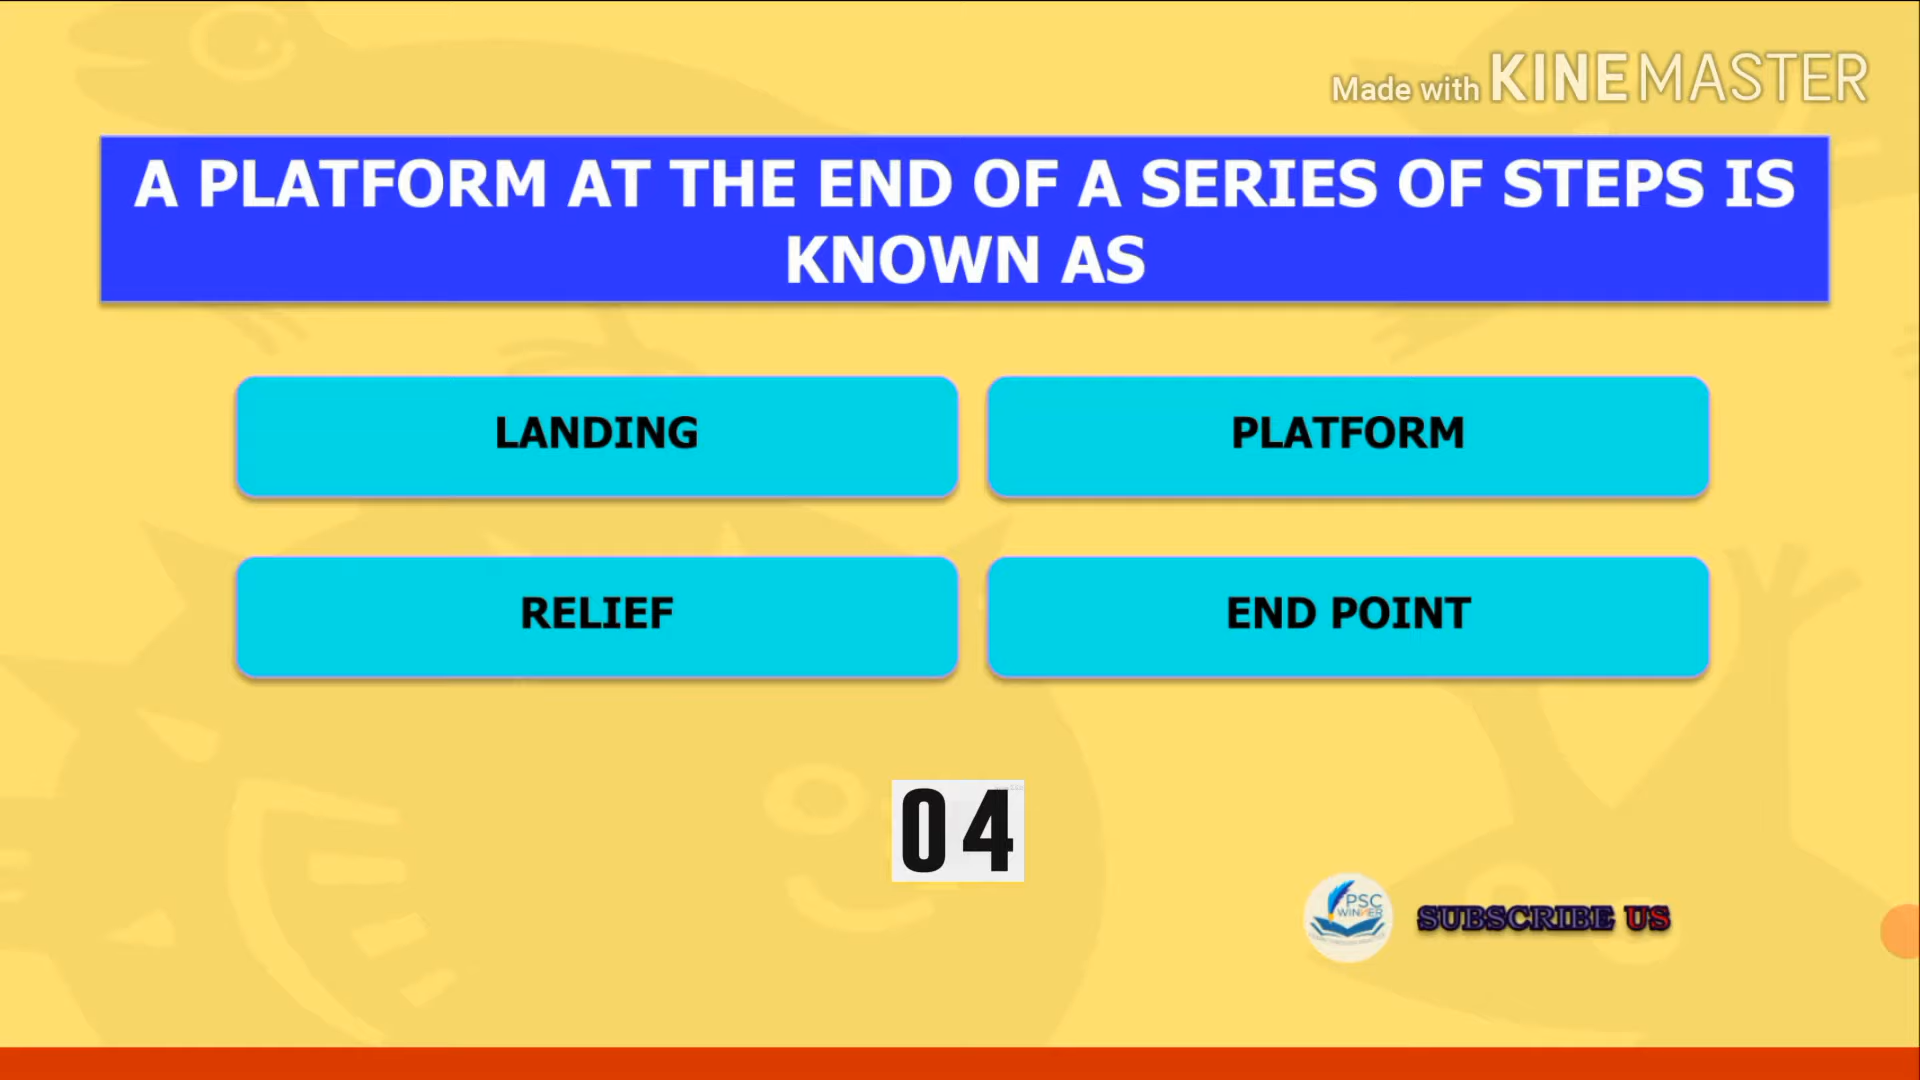 Made with KINEMASTER
A PLATFORM AT THE END OF A SERIES OF STEPS IS
KNOWN AS
LANDING
PLATFORM
RELIEF
END POINT
04
PSC
WINNER
SUBSCRIBE US